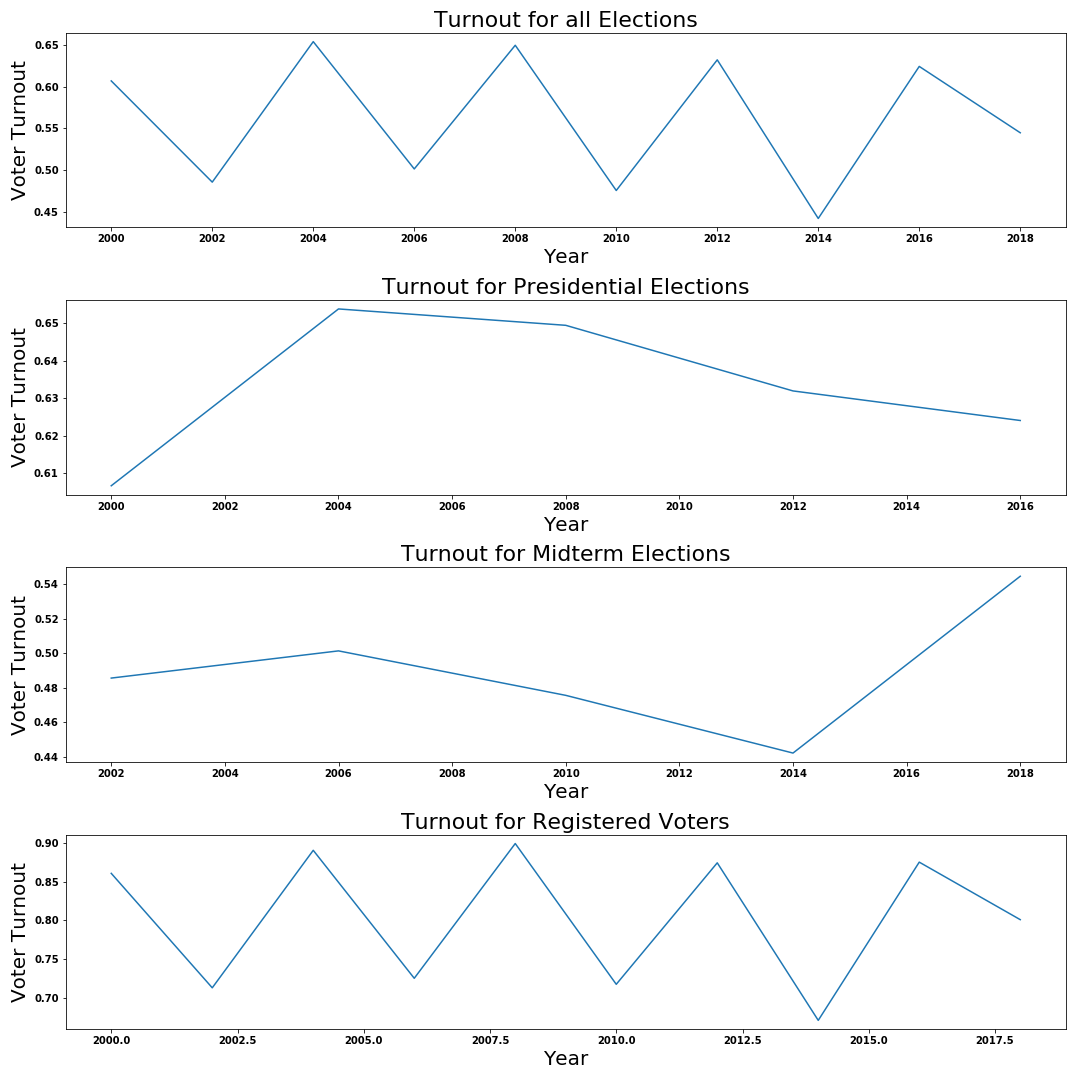 Turnout for all Elections
Voter Turnout
0.65
0.60
0.55
0.50
0.45
2000 2002 2004 2006 2008 2010 2012 2014 2016 2018
Year
Turnout for Presidential Elections
Voter Turnout
0.65
0.64
0.63
0.62
0.61
2000 2002 2004 2006 2008 2010 2012 2014 2016
Year
Turnout for Midterm Elections
Voter Turnout
0.54
0.52
0.50
0.48
0.46
0.44
2002 2004 2006 2008 2010 2012 2014 2016 2018
Year
Turnout for Registered Voters
Voter Turnout
0.90
0.85
0.80
0.75
0.70
2000.0 2002.5 2005.0 2007.5 2010.0 2012.5 2015.0 2017.5
Year